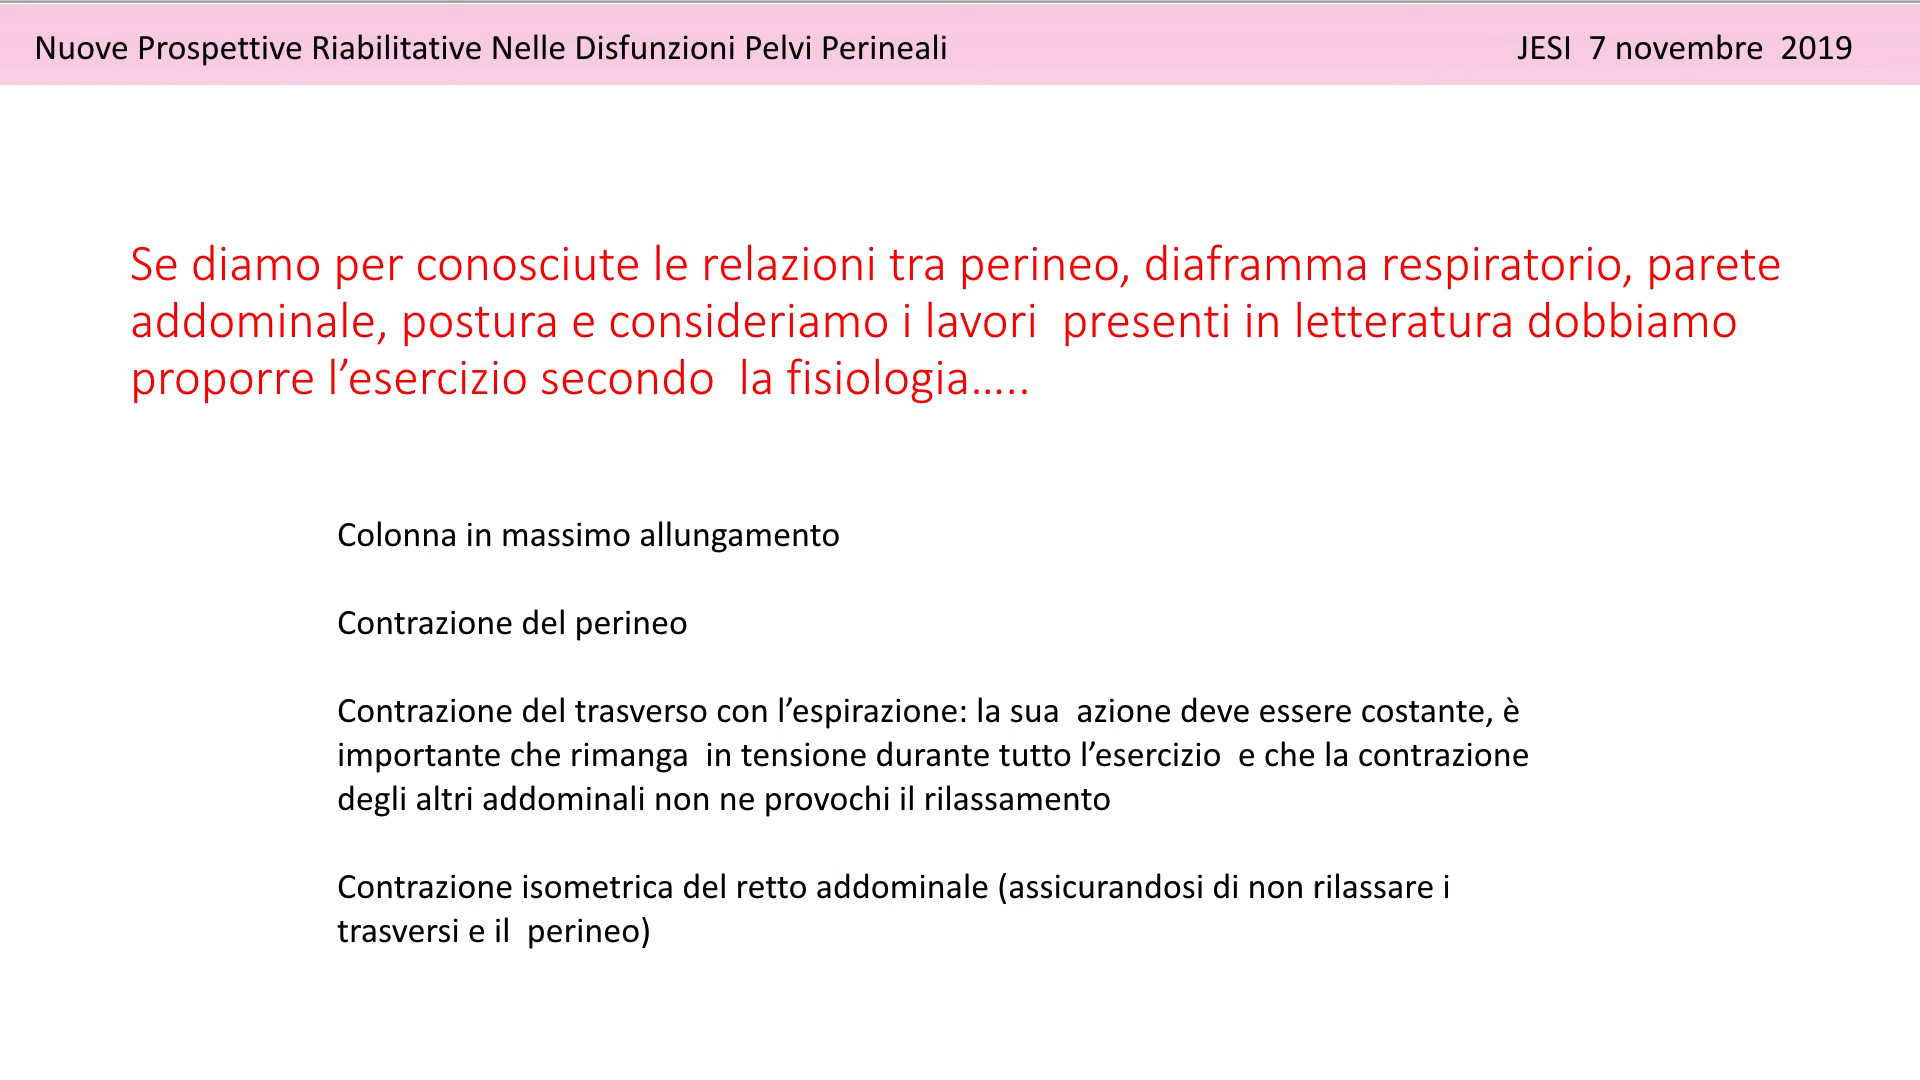 Nuove Prospettive Riabilitative Nelle Disfunzioni Pelvi Perineali
JESI 7 novembre 2019
Se diamo per conosciute le relazioni tra perineo, diaframma respiratorio, parete
addominale, postura e consideriamo i lavori presenti in letteratura dobbiamo
proporre l’esercizio secondo la fisiologia.....
Colonna in massimo allungamento
Contrazione del perineo
Contrazione del trasverso con l’espirazione: la sua azione deve essere costante, è
importante che rimanga in tensione durante tutto l’esercizio e che la contrazione
degli altri addominali non ne provochi il rilassamento
Contrazione isometrica del retto addominale (assicurandosi di non rilassare i
trasversi e il perineo)